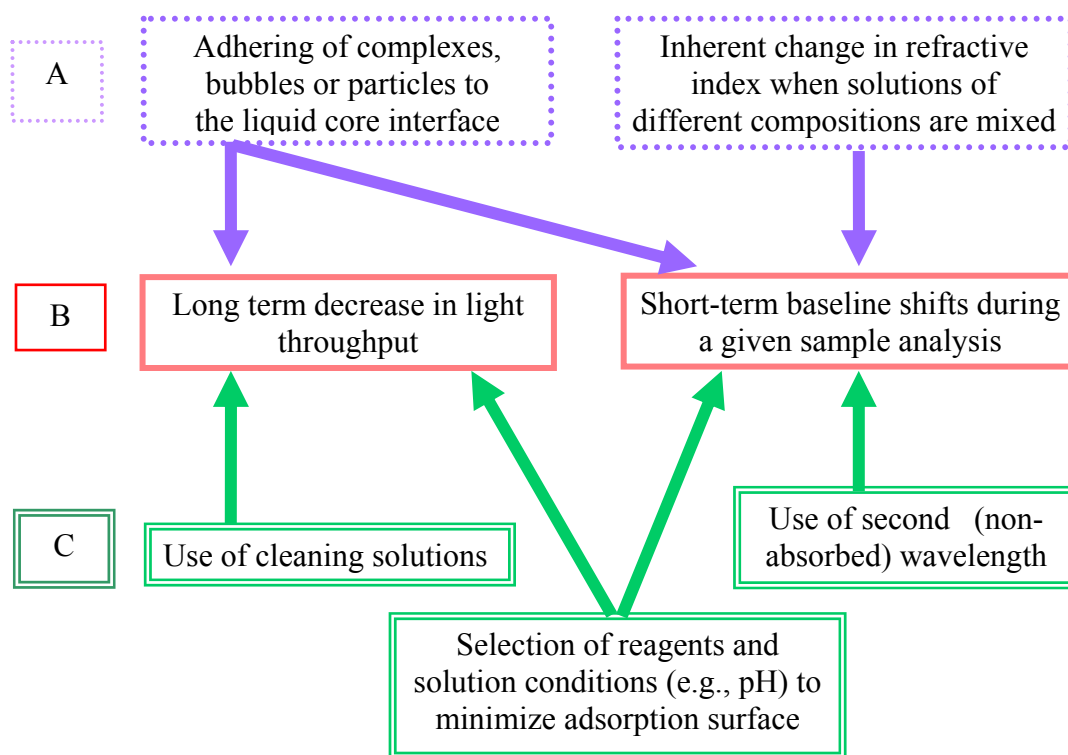 A
Adhering of complexes,
bubbles or particles to
the liquid core interface
Inherent change in refractive
index when solutions of
different compositions are mixed
B
Long term decrease in light
throughput
Short-term baseline shifts during
a given sample analysis
C
Use of cleaning solutions
Use of second (non-
absorbed) wavelength
Selection of reagents and
solution conditions (e.g., pH) to
minimize adsorption surface